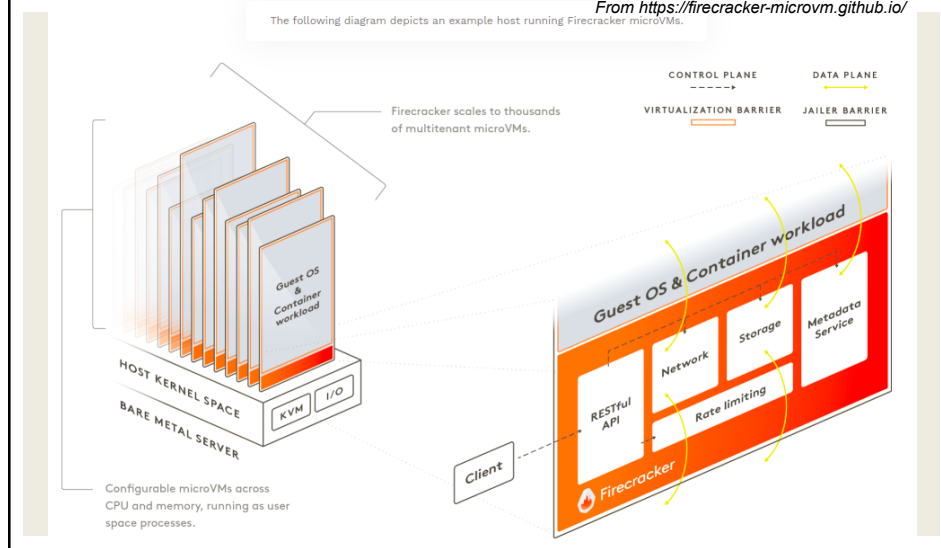 From https://firecracker-microvm.github.io/
The following diagram depicts an example host running Firecracker microVMs.
CONTROL PLANE
DATA PLANE
VIRTUALIZATION BARRIER
JAILER BARRIER
Firecracker scales to thousands
of multitenant microVMs.
Guest OS
&
Container
workload
HOST KERNEL SPACE
KVM
I/O
BARE METAL SERVER
Configurable microVMs across
CPU and memory, running as user
space processes.
Guest OS & Container workload
RESTful
API
Network
Storage
Metadata
Service
Rate limiting
Client
Firecracker